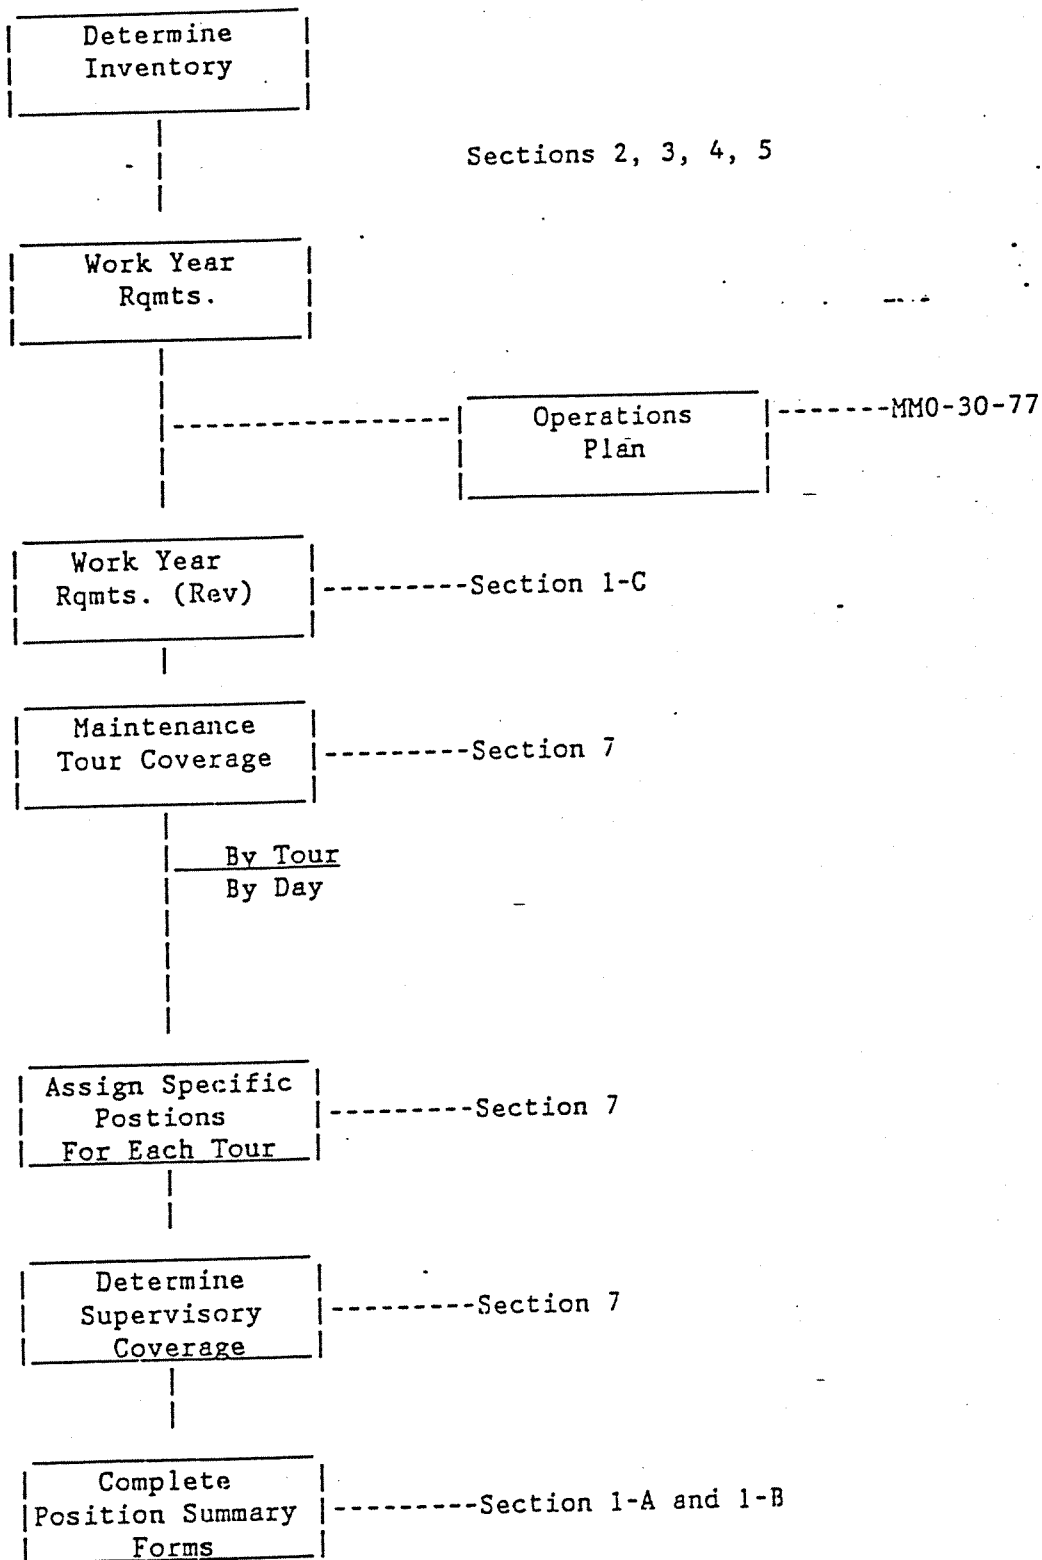 Determine
Inventory
Sections 2, 3, 4, 5
Work Year
Rqmts.
Operations
Plan
MMO-30-77
Work Year
Rqmts. (Rev)
Section 1-C
Maintenance
Tour Coverage
Section 7
By Tour
By Day
Assign Specific
Postions
For Each Tour
Section 7
Determine
Supervisory
Coverage
Section 7
Complete
Position Summary
Forms
Section 1-A and 1-B